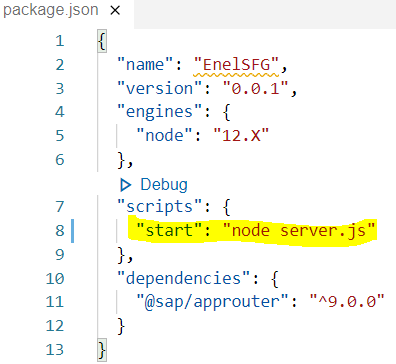 package.json ×
1 {
2 "name": "EnelSFG",
3 "version": "0.0.1",
4 "engines": {
5 "node": "12.X"
6 },
Debug
7 "scripts": {
8 "start": "node server.js"
9 },
10 "dependencies": {
11 "@sap/approuter": "^9.0.0"
12 }
13 }